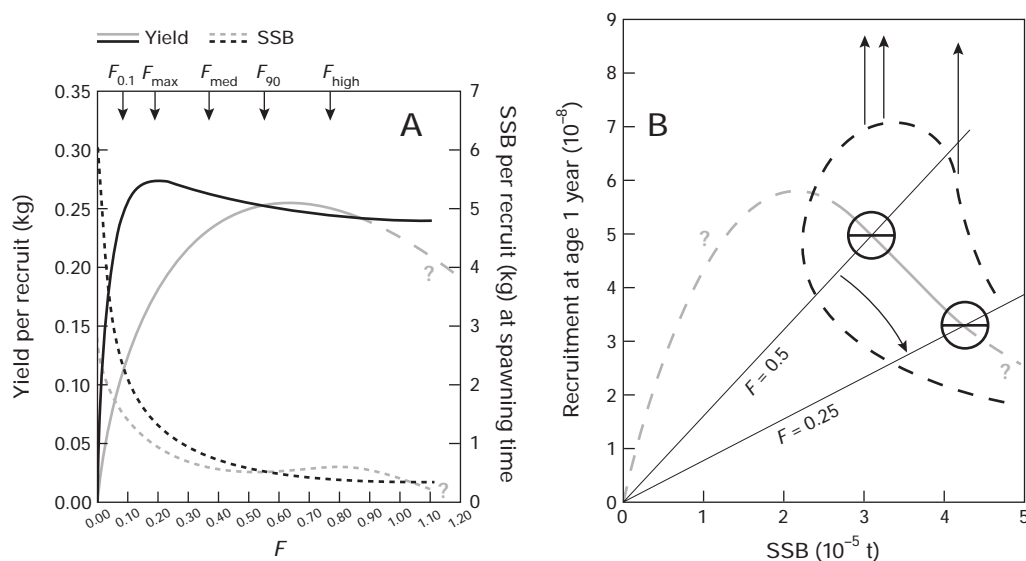 Yield SSB
F0.1 Fmax Fmed F90 Fhigh
A
Yield per recruit (kg)
0.35
0.30
0.25
0.20
0.15
0.10
0.05
0.00
7
6
5
4
3
2
1
0
SSB per recruit (kg) at spawning time
?
?
0.00 0.10 0.20 0.30 0.40 0.50 0.60 0.70 0.80 0.90 1.00 1.10 1.20
F
B
Recruitment at age 1 year (10⁻⁸)
8
7
6
5
4
3
2
1
0
?
?
F = 0.5
F = 0.25
0 1 2 3 4 5
SSB (10⁻⁵ t)